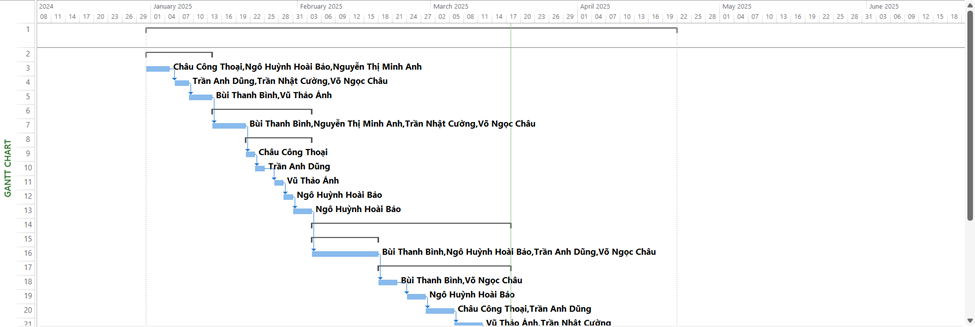 2024 January 2025 February 2025 March 2025 April 2025 May 2025 June 2025
08 11 14 17 20 23 26 29 01 04 07 10 13 16 19 22 25 28 31 03 06 09 12 15 18 21 24 27 02 05 08 11 14 17 20 23 26 29 01 04 07 10 13 16 19 22 25 28 01 04 07 10 13 16 19 22 25 28 31 03 06 09 12 15 18
GANTT CHART
1
2
3 Châu Công Thoại,Ngô Huỳnh Hoài Bảo,Nguyễn Thị Minh Anh
4 Trần Anh Dũng,Trần Nhật Cường,Võ Ngọc Châu
5 Bùi Thanh Bình,Vũ Thảo Ánh
6
7 Bùi Thanh Bình,Nguyễn Thị Minh Anh,Trần Nhật Cường,Võ Ngọc Châu
8
9 Châu Công Thoại
10 Trần Anh Dũng
11 Vũ Thảo Ánh
12 Ngô Huỳnh Hoài Bảo
13 Ngô Huỳnh Hoài Bảo
14
15
16 Bùi Thanh Bình,Ngô Huỳnh Hoài Bảo,Trần Anh Dũng,Võ Ngọc Châu
17
18 Bùi Thanh Bình,Võ Ngọc Châu
19 Ngô Huỳnh Hoài Bảo
20 Châu Công Thoại,Trần Anh Dũng
21 Vũ Thảo Ánh,Trần Nhật Cường